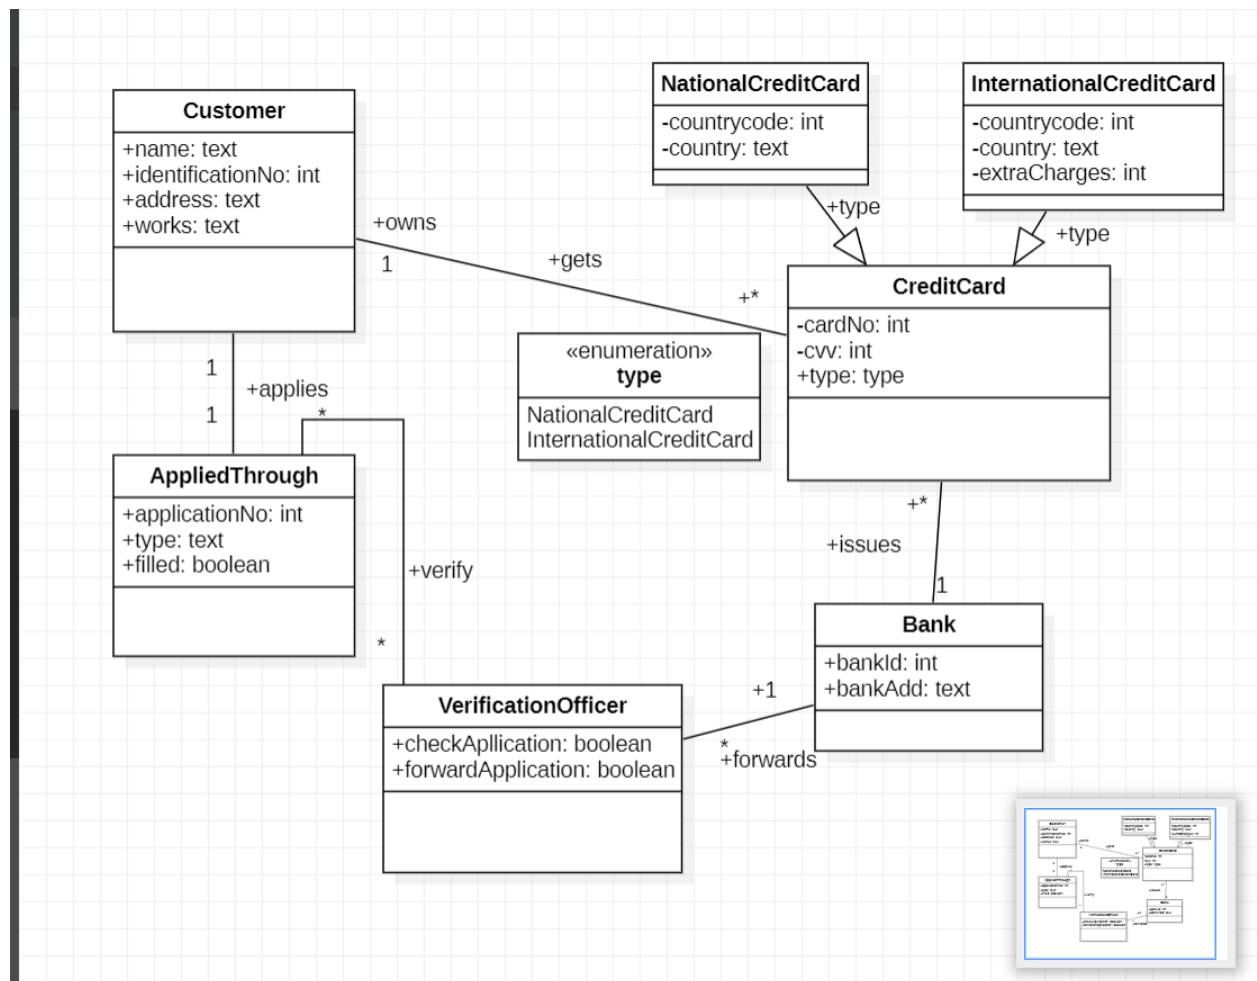 Customer
+name: text
+identificationNo: int
+address: text
+works: text
NationalCreditCard
-countrycode: int
-country: text
InternationalCreditCard
-countrycode: int
-country: text
-extraCharges: int
+type
+type
+owns
1
+gets
+*
CreditCard
-cardNo: int
-cvv: int
+type: type
«enumeration»
type
NationalCreditCard
InternationalCreditCard
1
+applies
1
*
AppliedThrough
+applicationNo: int
+type: text
+filled: boolean
+verify
*
+*
+issues
1
Bank
+bankId: int
+bankAdd: text
VerificationOfficer
+checkApllication: boolean
+forwardApplication: boolean
+1
*
+forwards